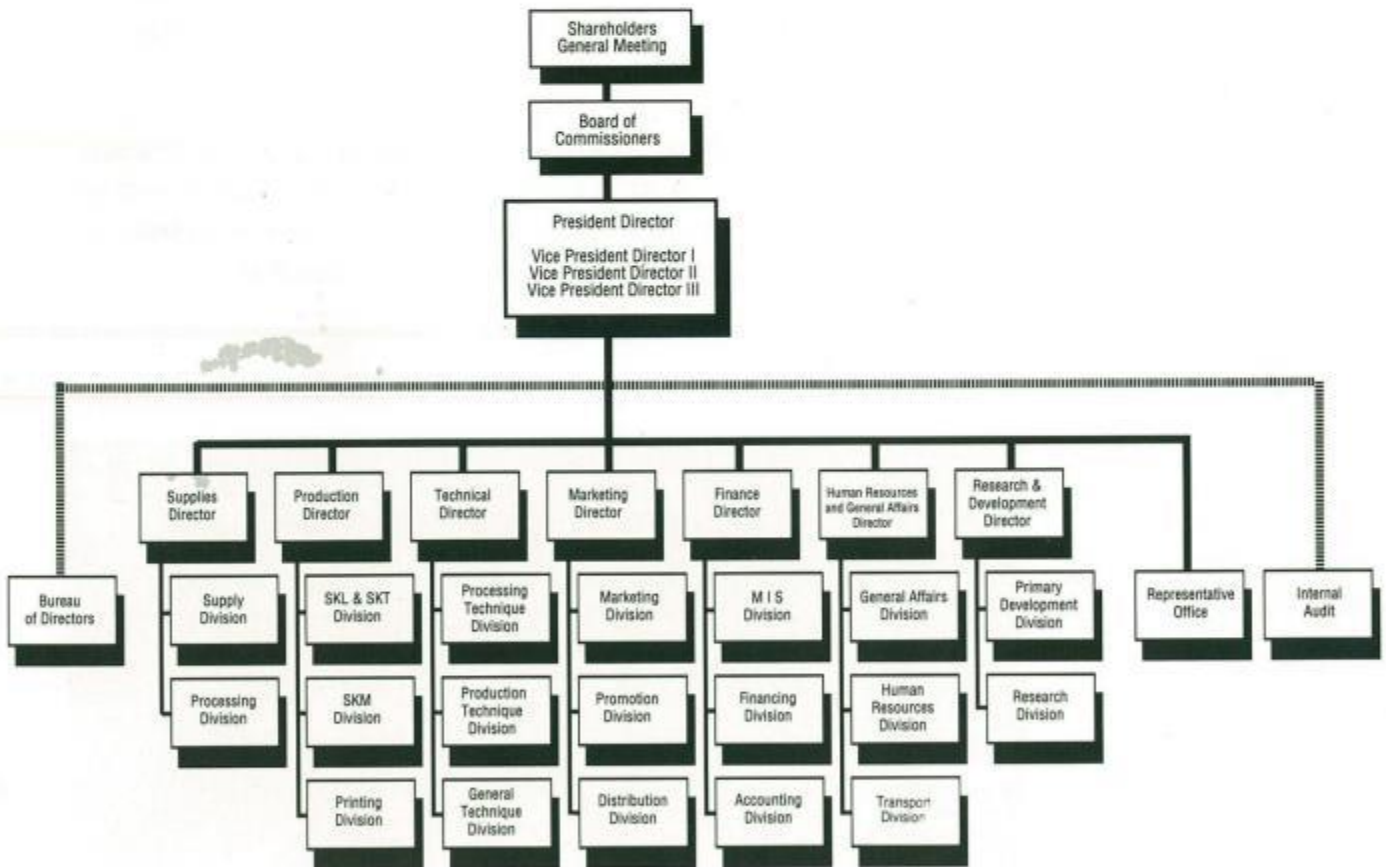 Shareholders
General Meeting
Board of
Commissioners
President Director
Vice President Director I
Vice President Director II
Vice President Director III
Supplies
Director
Production
Director
Technical
Director
Marketing
Director
Finance
Director
Human Resources
and General Affairs
Director
Research &
Development
Director
Bureau
of Directors
Supply
Division
SKL & SKT
Division
Processing
Technique
Division
Marketing
Division
M I S
Division
General Affairs
Division
Primary
Development
Division
Representative
Office
Internal
Audit
Processing
Division
SKM
Division
Production
Technique
Division
Promotion
Division
Financing
Division
Human
Resources
Division
Research
Division
Printing
Division
General
Technique
Division
Distribution
Division
Accounting
Division
Transport
Division